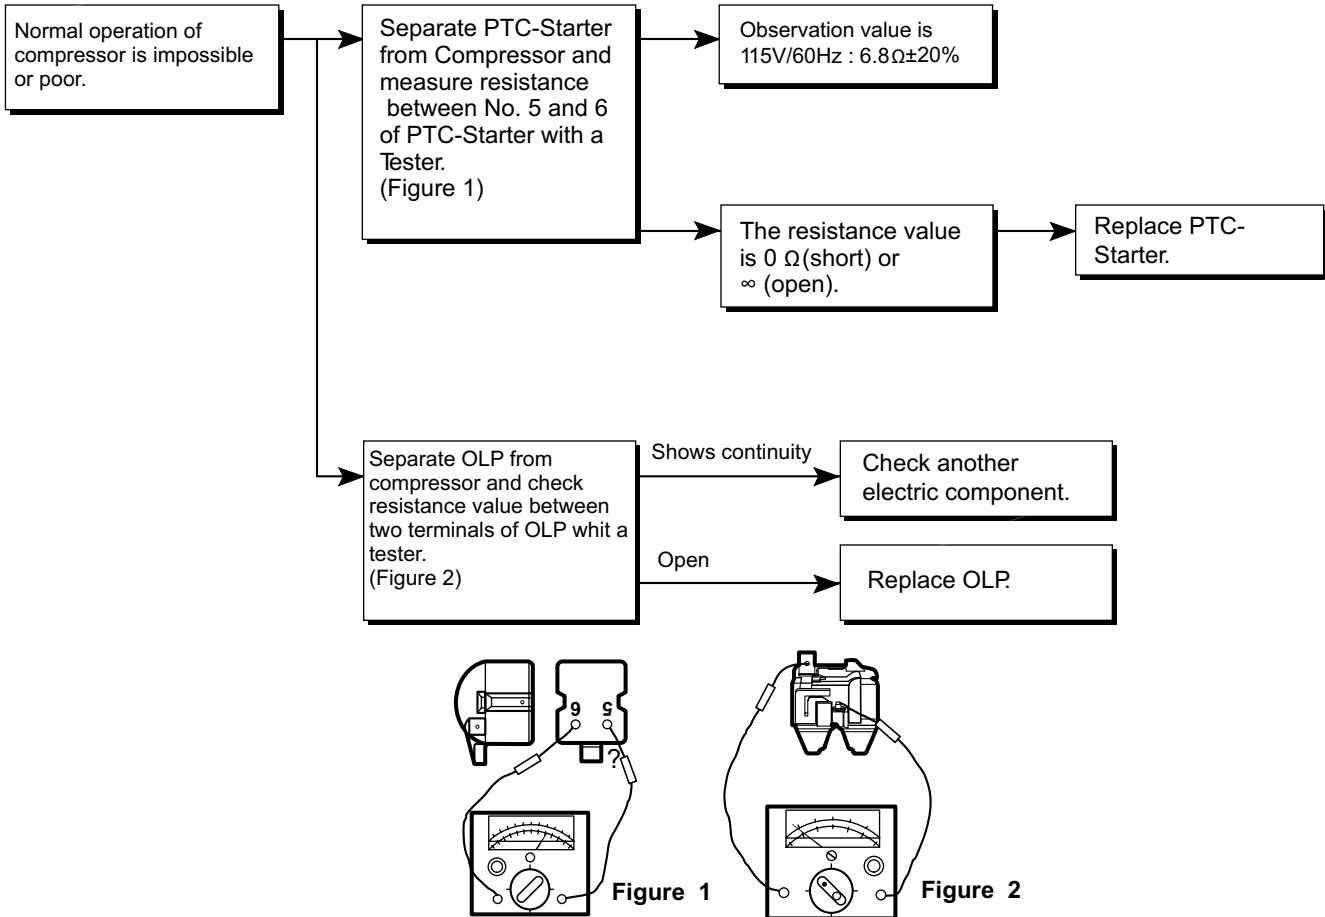 Normal operation of
compressor is impossible
or poor.
Separate PTC-Starter
from Compressor and
measure resistance
between No. 5 and 6
of PTC-Starter with a
Tester.
(Figure 1)
Observation value is
115V/60Hz : 6.8Ω±20%
The resistance value
is 0 Ω(short) or
∞ (open).
Replace PTC-
Starter.
Separate OLP from
compressor and check
resistance value between
two terminals of OLP whit a
tester.
(Figure 2)
Shows continuity
Check another
electric component.
Open
Replace OLP.
6 5
?
Figure 1
Figure 2